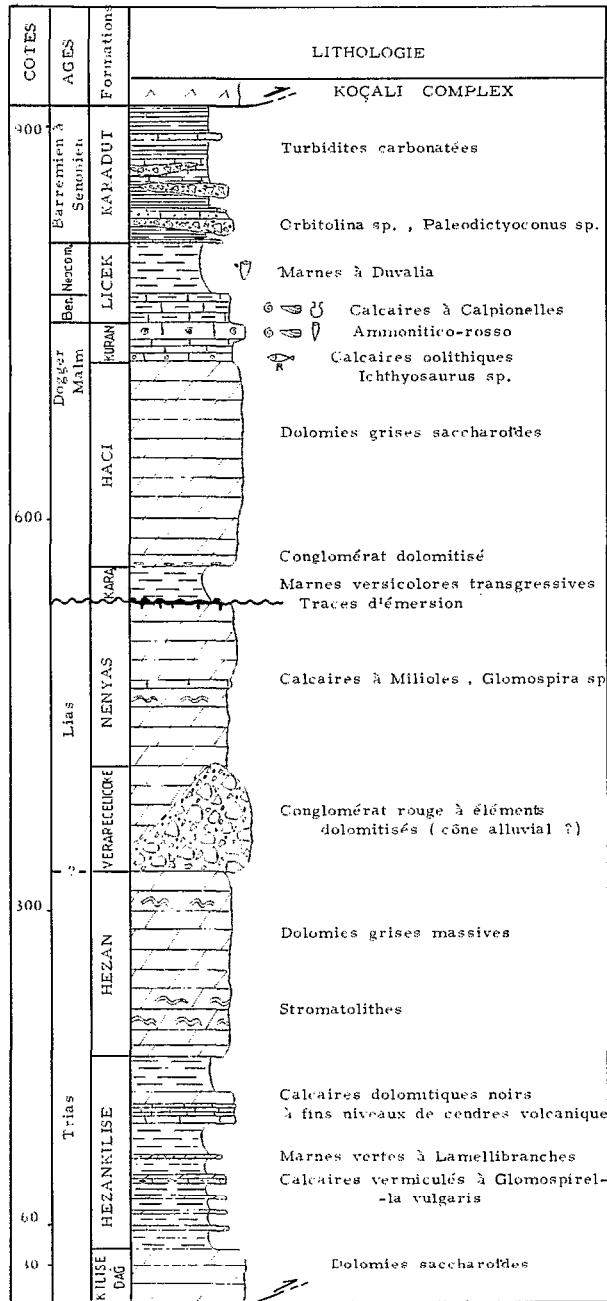 COTES
AGES
Formations
LITHOLOGIE
KOÇALI COMPLEX
900
Barremien à
Senonien
KARADUT
Turbidites carbonatées
Orbitolina sp. , Paleodictyoconus sp.
Neocom.
Ber.
LICEK
Marnes à Duvalia
Calcaires à Calpionelles
Dogger
Malm
KURAN
Ammonitico-rosso
R
Calcaires oolithiques
Ichthyosaurus sp.
HACI
Dolomies grises saccharoïdes
600
Conglomérat dolomitisé
KARA
Marnes versicolores transgressives
Traces d'émersion
Lias
NENYAS
Calcaires à Milioles , Glomospira sp
VERARECELICOKE
Conglomérat rouge à éléments
dolomitisés ( cône alluvial ?)
?
300
HEZAN
Dolomies grises massives
Stromatolithes
Trias
HEZANKILISE
Calcaires dolomitiques noirs
à fins niveaux de cendres volcanique
Marnes vertes à Lamellibranches
Calcaires vermiculés à Glomospirel-
-la vulgaris
60
KILISE
DAĞ
Dolomies saccharoïdes